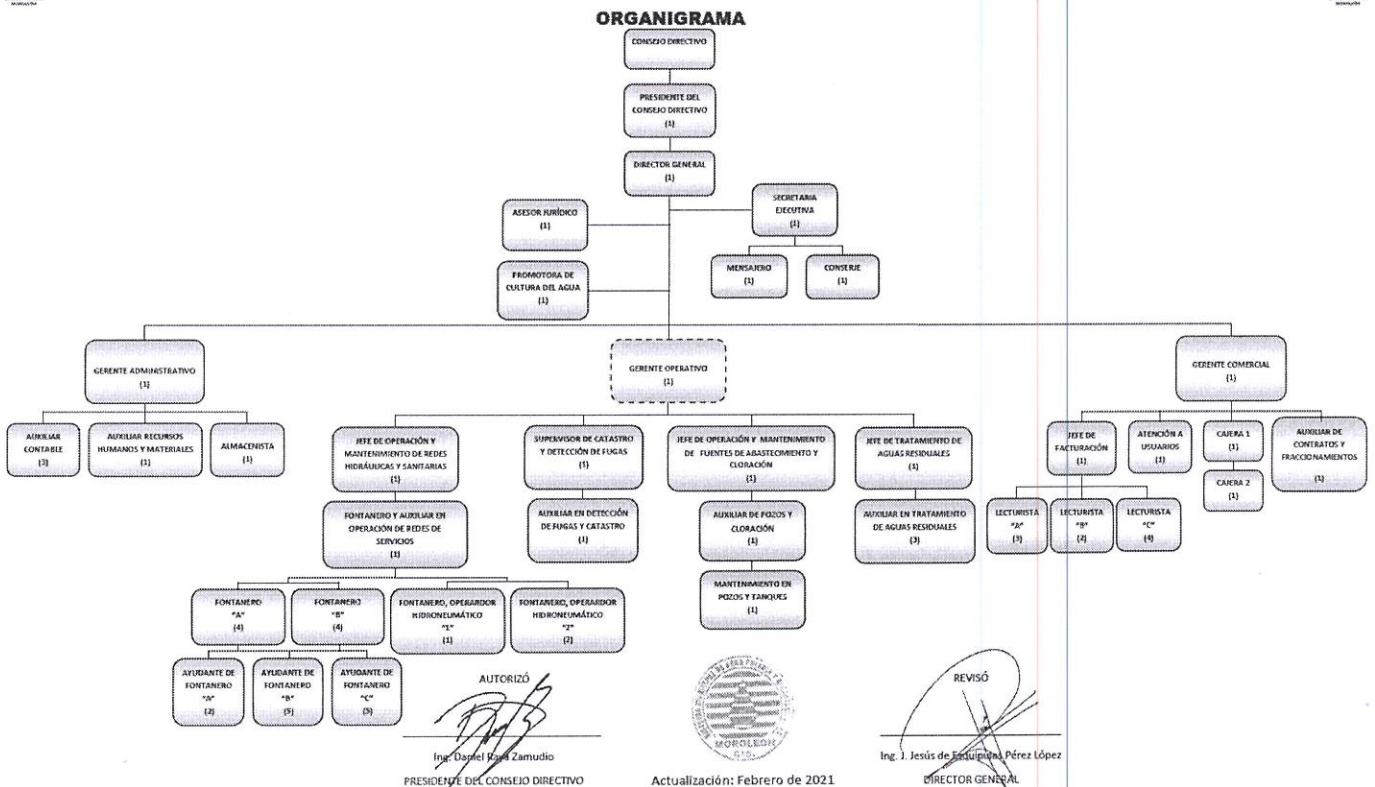 ORGANIGRAMA
CONSEJO DIRECTIVO
PRESIDENTE DEL
CONSEJO DIRECTIVO
(1)
DIRECTOR GENERAL
(1)
SECRETARIA
EJECUTIVA
(1)
ASESOR JURÍDICO
(1)
MENSAJERO
(1)
CONSERJE
(1)
PROMOTORA DE
CULTURA DEL AGUA
(1)
GERENTE ADMINISTRATIVO
(1)
GERENTE OPERATIVO
(1)
GERENTE COMERCIAL
(1)
AUXILIAR
CONTABLE
(3)
AUXILIAR RECURSOS
HUMANOS Y MATERIALES
(1)
ALMACENISTA
(1)
JEFE DE OPERACIÓN Y
MANTENIMIENTO DE REDES
HIDRÁULICAS Y SANITARIAS
(1)
SUPERVISOR DE CATASTRO
Y DETECCIÓN DE FUGAS
(1)
JEFE DE OPERACIÓN Y MANTENIMIENTO
DE FUENTES DE ABASTECIMIENTO Y
CLORACIÓN
(1)
JEFE DE TRATAMIENTO DE
AGUAS RESIDUALES
(1)
JEFE DE
FACTURACIÓN
(1)
ATENCIÓN A
USUARIOS
(1)
CAJERA 1
(1)
AUXILIAR DE
CONTRATOS Y
FRACCIONAMIENTOS
(1)
CAJERA 2
(1)
FONTANERO Y AUXILIAR EN
OPERACIÓN DE REDES DE
SERVICIOS
(1)
AUXILIAR EN DETECCIÓN
DE FUGAS Y CATASTRO
(1)
AUXILIAR DE POZOS Y
CLORACIÓN
(1)
AUXILIAR EN TRATAMIENTO
DE AGUAS RESIDUALES
(3)
LECTURISTA
"A"
(3)
LECTURISTA
"B"
(2)
LECTURISTA
"C"
(4)
MANTENIMIENTO EN
POZOS Y TANQUES
(1)
FONTANERO
"A"
(4)
FONTANERO
"B"
(4)
FONTANERO, OPERARDOR
HIDRONEUMÁTICO
"1"
(1)
FONTANERO, OPERARDOR
HIDRONEUMÁTICO
"2"
(2)
AYUDANTE DE
FONTANERO
"A"
(2)
AYUDANTE DE
FONTANERO
"B"
(5)
AYUDANTE DE
FONTANERO
"C"
(5)
AUTORIZÓ
Ing. Daniel Raya Zamudio
PRESIDENTE DEL CONSEJO DIRECTIVO
MOROLEON
GTO.
Actualización: Febrero de 2021
REVISÓ
Ing. J. Jesús de Esquipulas Pérez López
DIRECTOR GENERAL